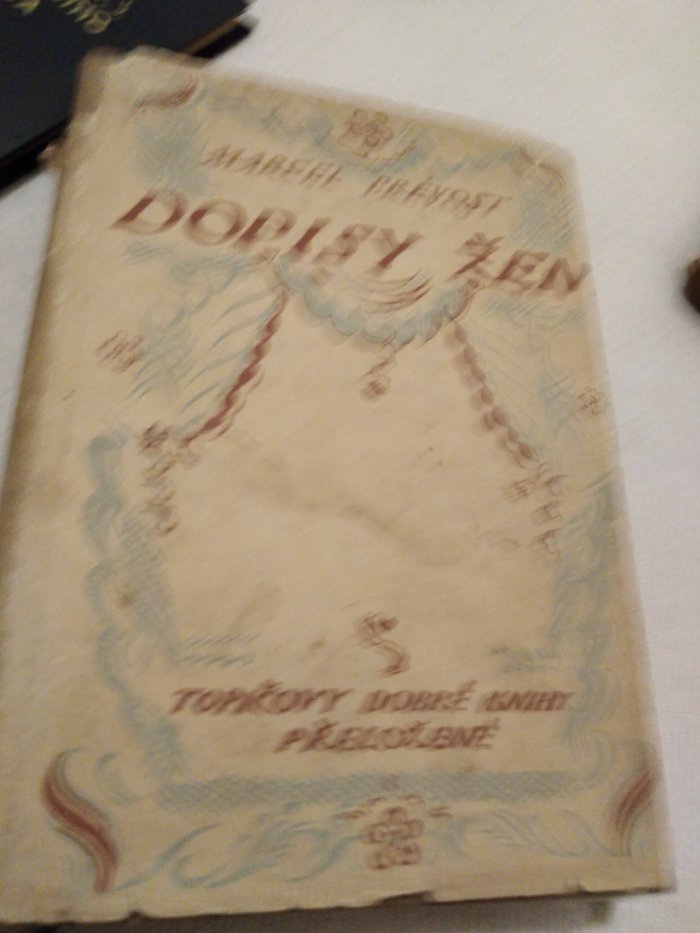 MARCEL PRÉVOST
DOPISY ŽEN
TOPIČOVY DOBRÉ KNIHY
PŘELOŽENÉ